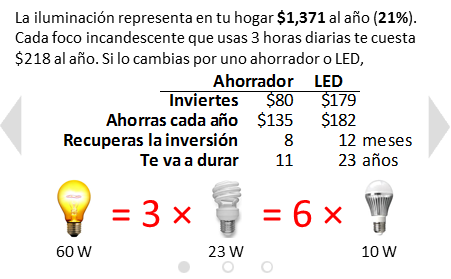 La iluminación representa en tu hogar $1,371 al año (21%).
Cada foco incandescente que usas 3 horas diarias te cuesta
$218 al año. Si lo cambias por uno ahorrador o LED,
Ahorrador LED
Inviertes $80 $179
Ahorras cada año $135 $182
Recuperas la inversión 8 12 meses
Te va a durar 11 23 años
= 3 × = 6 ×
60 W 23 W 10 W